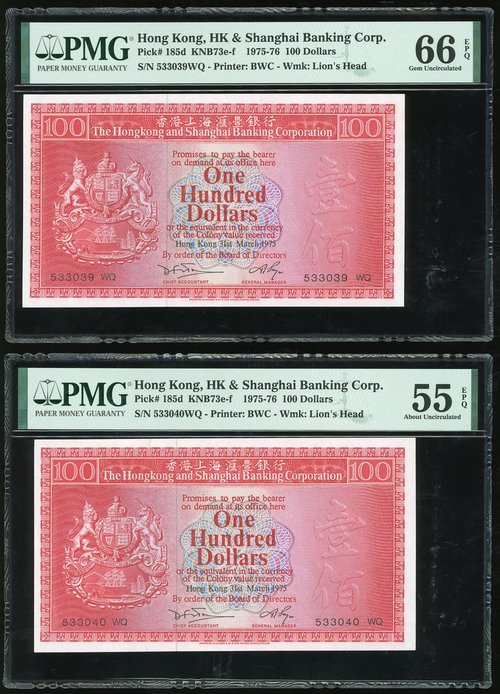 PMG
PAPER MONEY GUARANTY
Hong Kong, HK & Shanghai Banking Corp.
Pick# 185d KNB73e-f 1975-76 100 Dollars
S/N 533039WQ - Printer: BWC - Wmk: Lion's Head
66 EPQ
Gem Uncirculated
100 香港上海滙豐銀行 100
The Hongkong and Shanghai Banking Corporation
Promises to pay the bearer
on demand at its office here
One
Hundred
Dollars
or the equivalent in the currency
of the Colony value received
Hong Kong 31st March 1975
By order of the Board of Directors
壹佰
533039 WQ
533039 WQ
CHIEF ACCOUNTANT GENERAL MANAGER
PMG
PAPER MONEY GUARANTY
Hong Kong, HK & Shanghai Banking Corp.
Pick# 185d KNB73e-f 1975-76 100 Dollars
S/N 533040WQ - Printer: BWC - Wmk: Lion's Head
55 EPQ
About Uncirculated
100 香港上海滙豐銀行 100
The Hongkong and Shanghai Banking Corporation
Promises to pay the bearer
on demand at its office here
One
Hundred
Dollars
or the equivalent in the currency
of the Colony value received
Hong Kong 31st March 1975
By order of the Board of Directors
壹佰
533040 WQ
533040 WQ
CHIEF ACCOUNTANT GENERAL MANAGER